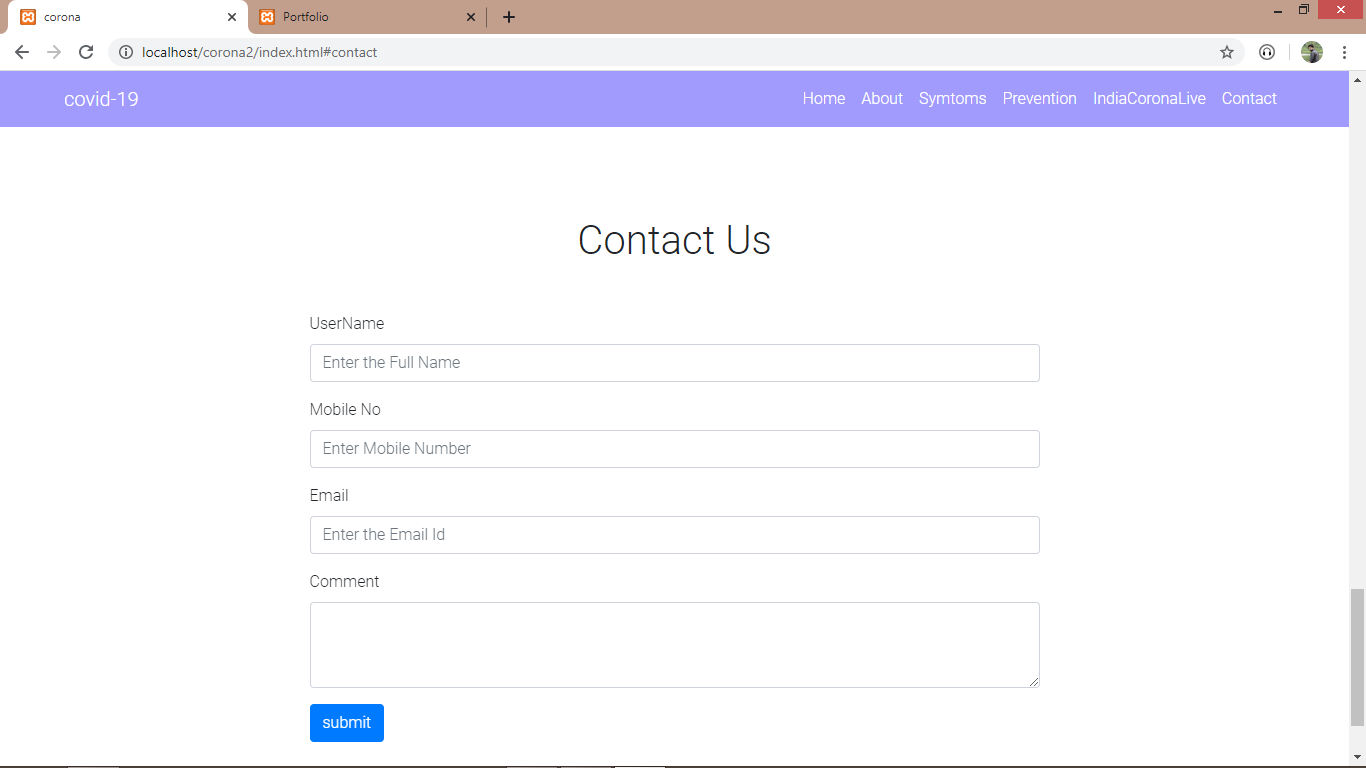 corona
Portfolio
localhost/corona2/index.html#contact
covid-19 Home About Symtoms Prevention IndiaCoronaLive Contact
Contact Us
UserName
Enter the Full Name
Mobile No
Enter Mobile Number
Email
Enter the Email Id
Comment
submit